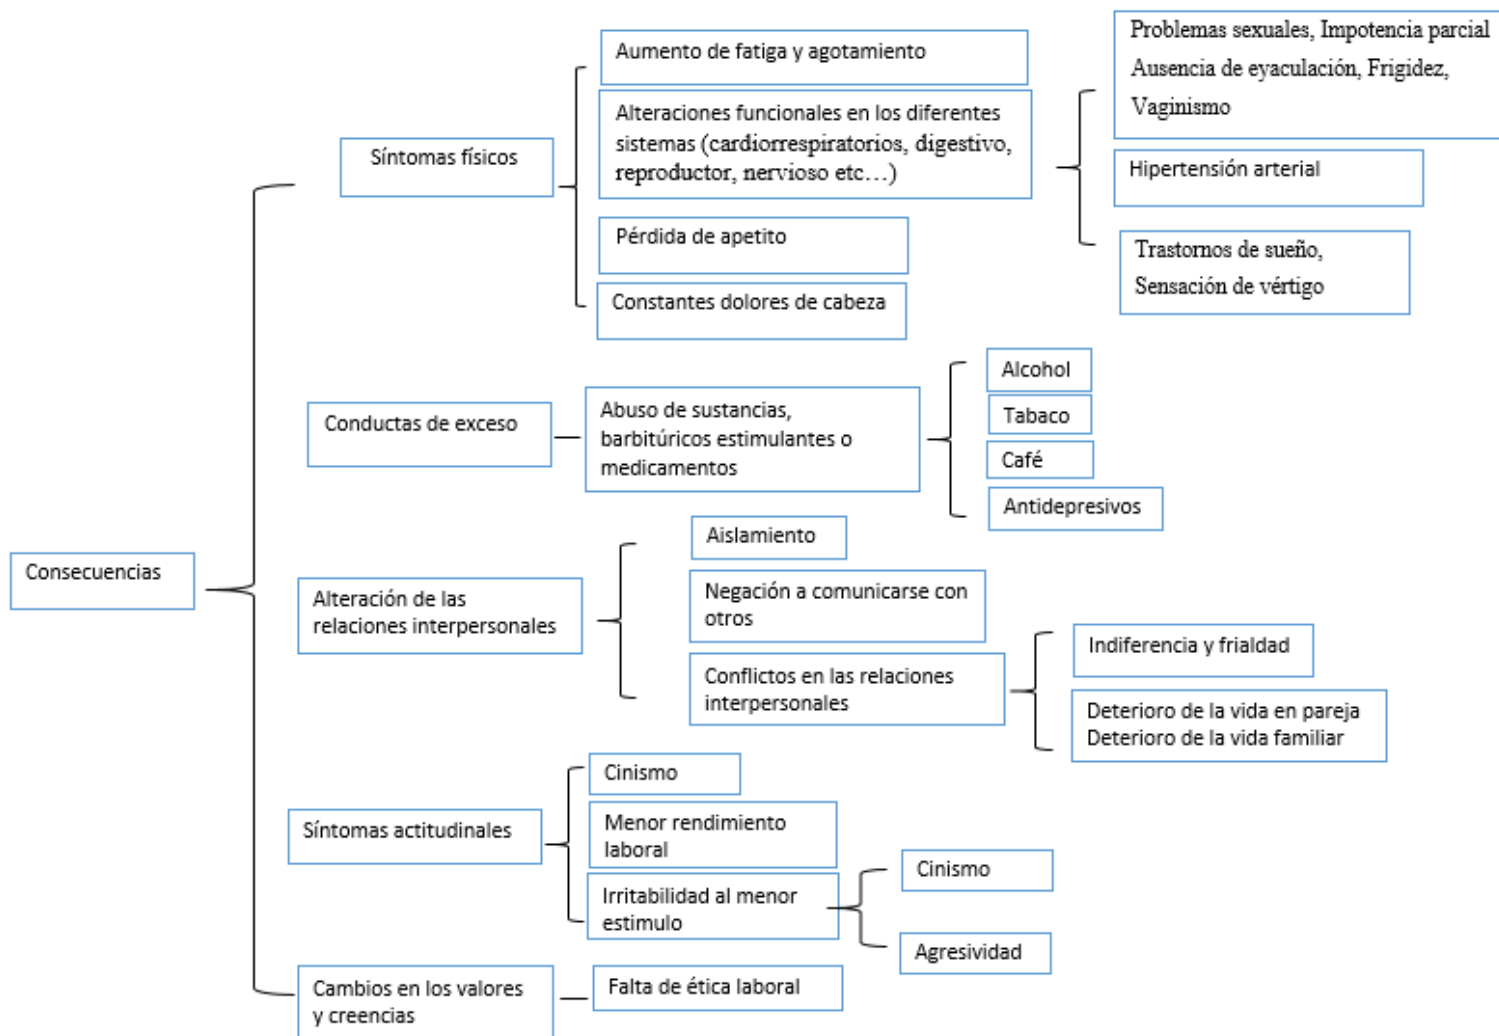 Consecuencias
Síntomas físicos
Aumento de fatiga y agotamiento
Alteraciones funcionales en los diferentes
sistemas (cardiorrespiratorios, digestivo,
reproductor, nervioso etc…)
Problemas sexuales, Impotencia parcial
Ausencia de eyaculación, Frigidez,
Vaginismo
Hipertensión arterial
Trastornos de sueño,
Sensación de vértigo
Pérdida de apetito
Constantes dolores de cabeza
Conductas de exceso
Abuso de sustancias,
barbitúricos estimulantes o
medicamentos
Alcohol
Tabaco
Café
Antidepresivos
Alteración de las
relaciones interpersonales
Aislamiento
Negación a comunicarse con
otros
Conflictos en las relaciones
interpersonales
Indiferencia y frialdad
Deterioro de la vida en pareja
Deterioro de la vida familiar
Síntomas actitudinales
Cinismo
Menor rendimiento
laboral
Irritabilidad al menor
estimulo
Cinismo
Agresividad
Cambios en los valores
y creencias
Falta de ética laboral